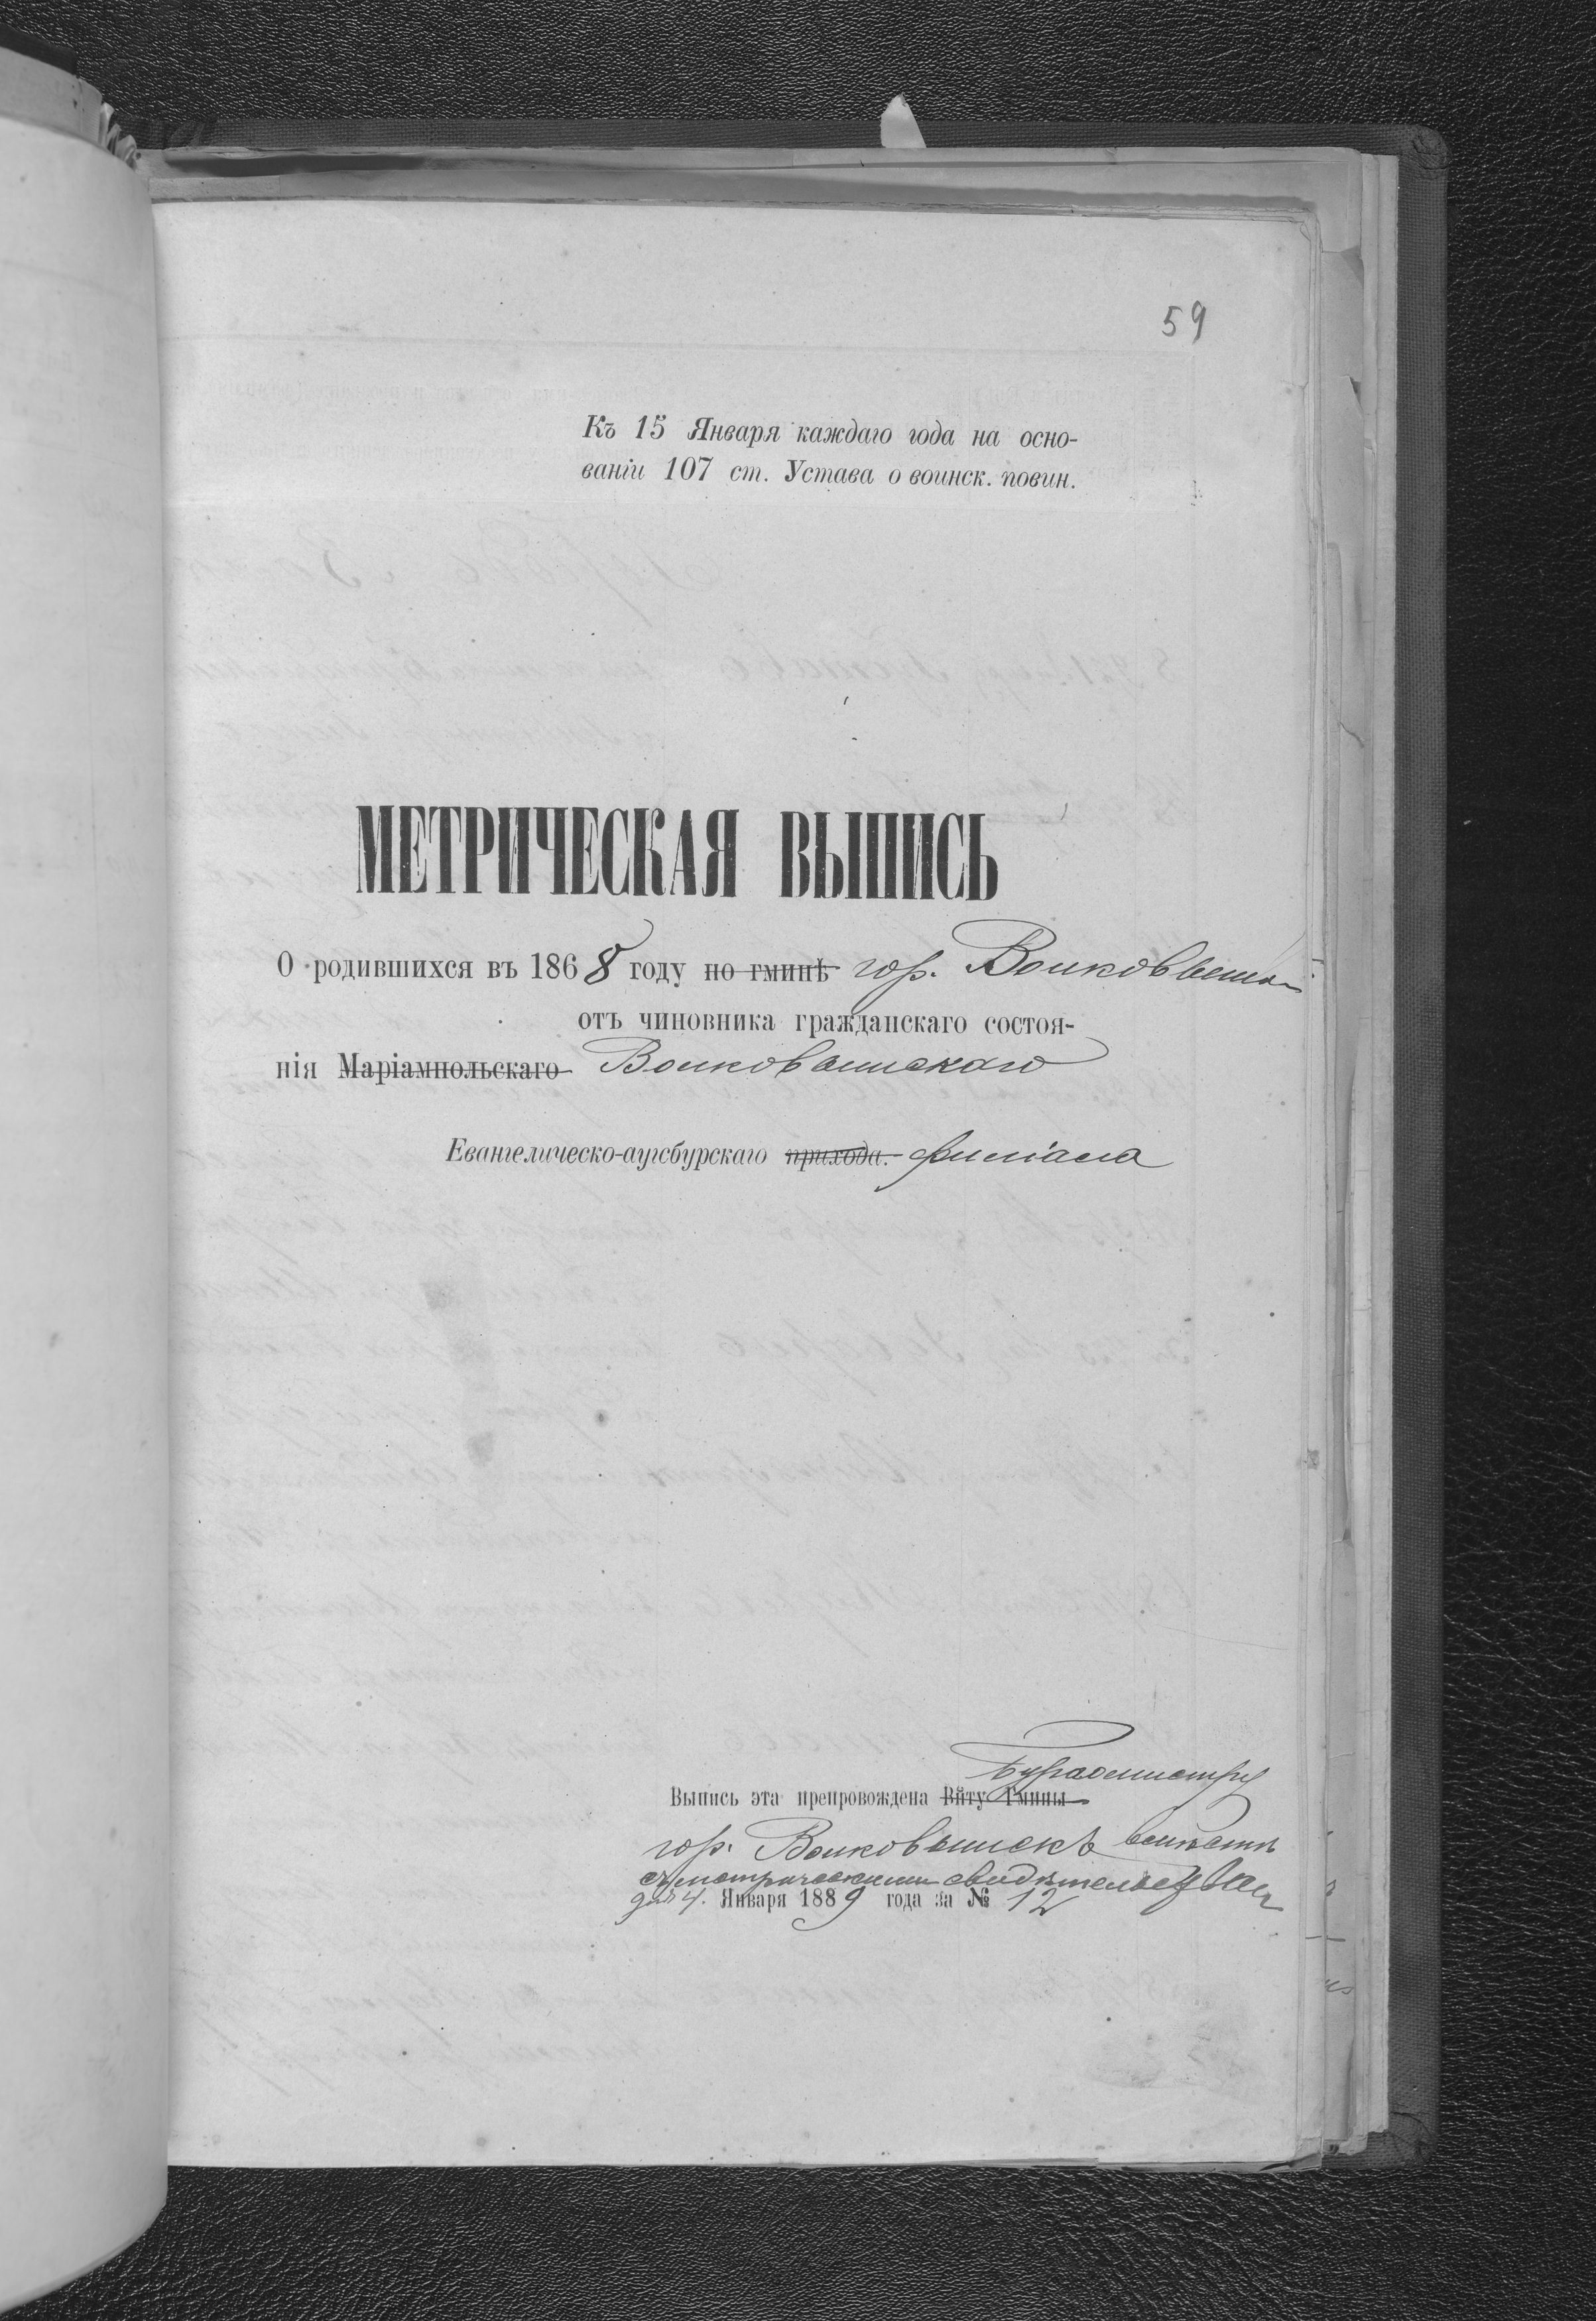 59
Къ 15 Января каждаго года на осно-
ваніи 107 ст. Устава о воинск. повин.
МЕТРИЧЕСКАЯ ВЫПИСЬ
О родившихся въ 1868 году по гминѣ гор. Волковышки
отъ чиновника гражданскаго состоя-
нія Маріампольскаго Волковышскаго
Евангелическо-аугсбурскаго прихода. филіала
Бургомистру
Выпись эта препровождена Вйту Гмины
гор. Волковышекъ вмѣстѣ
съ метрическими свидѣтельствами
дня 4. Января 1889 года за № 12